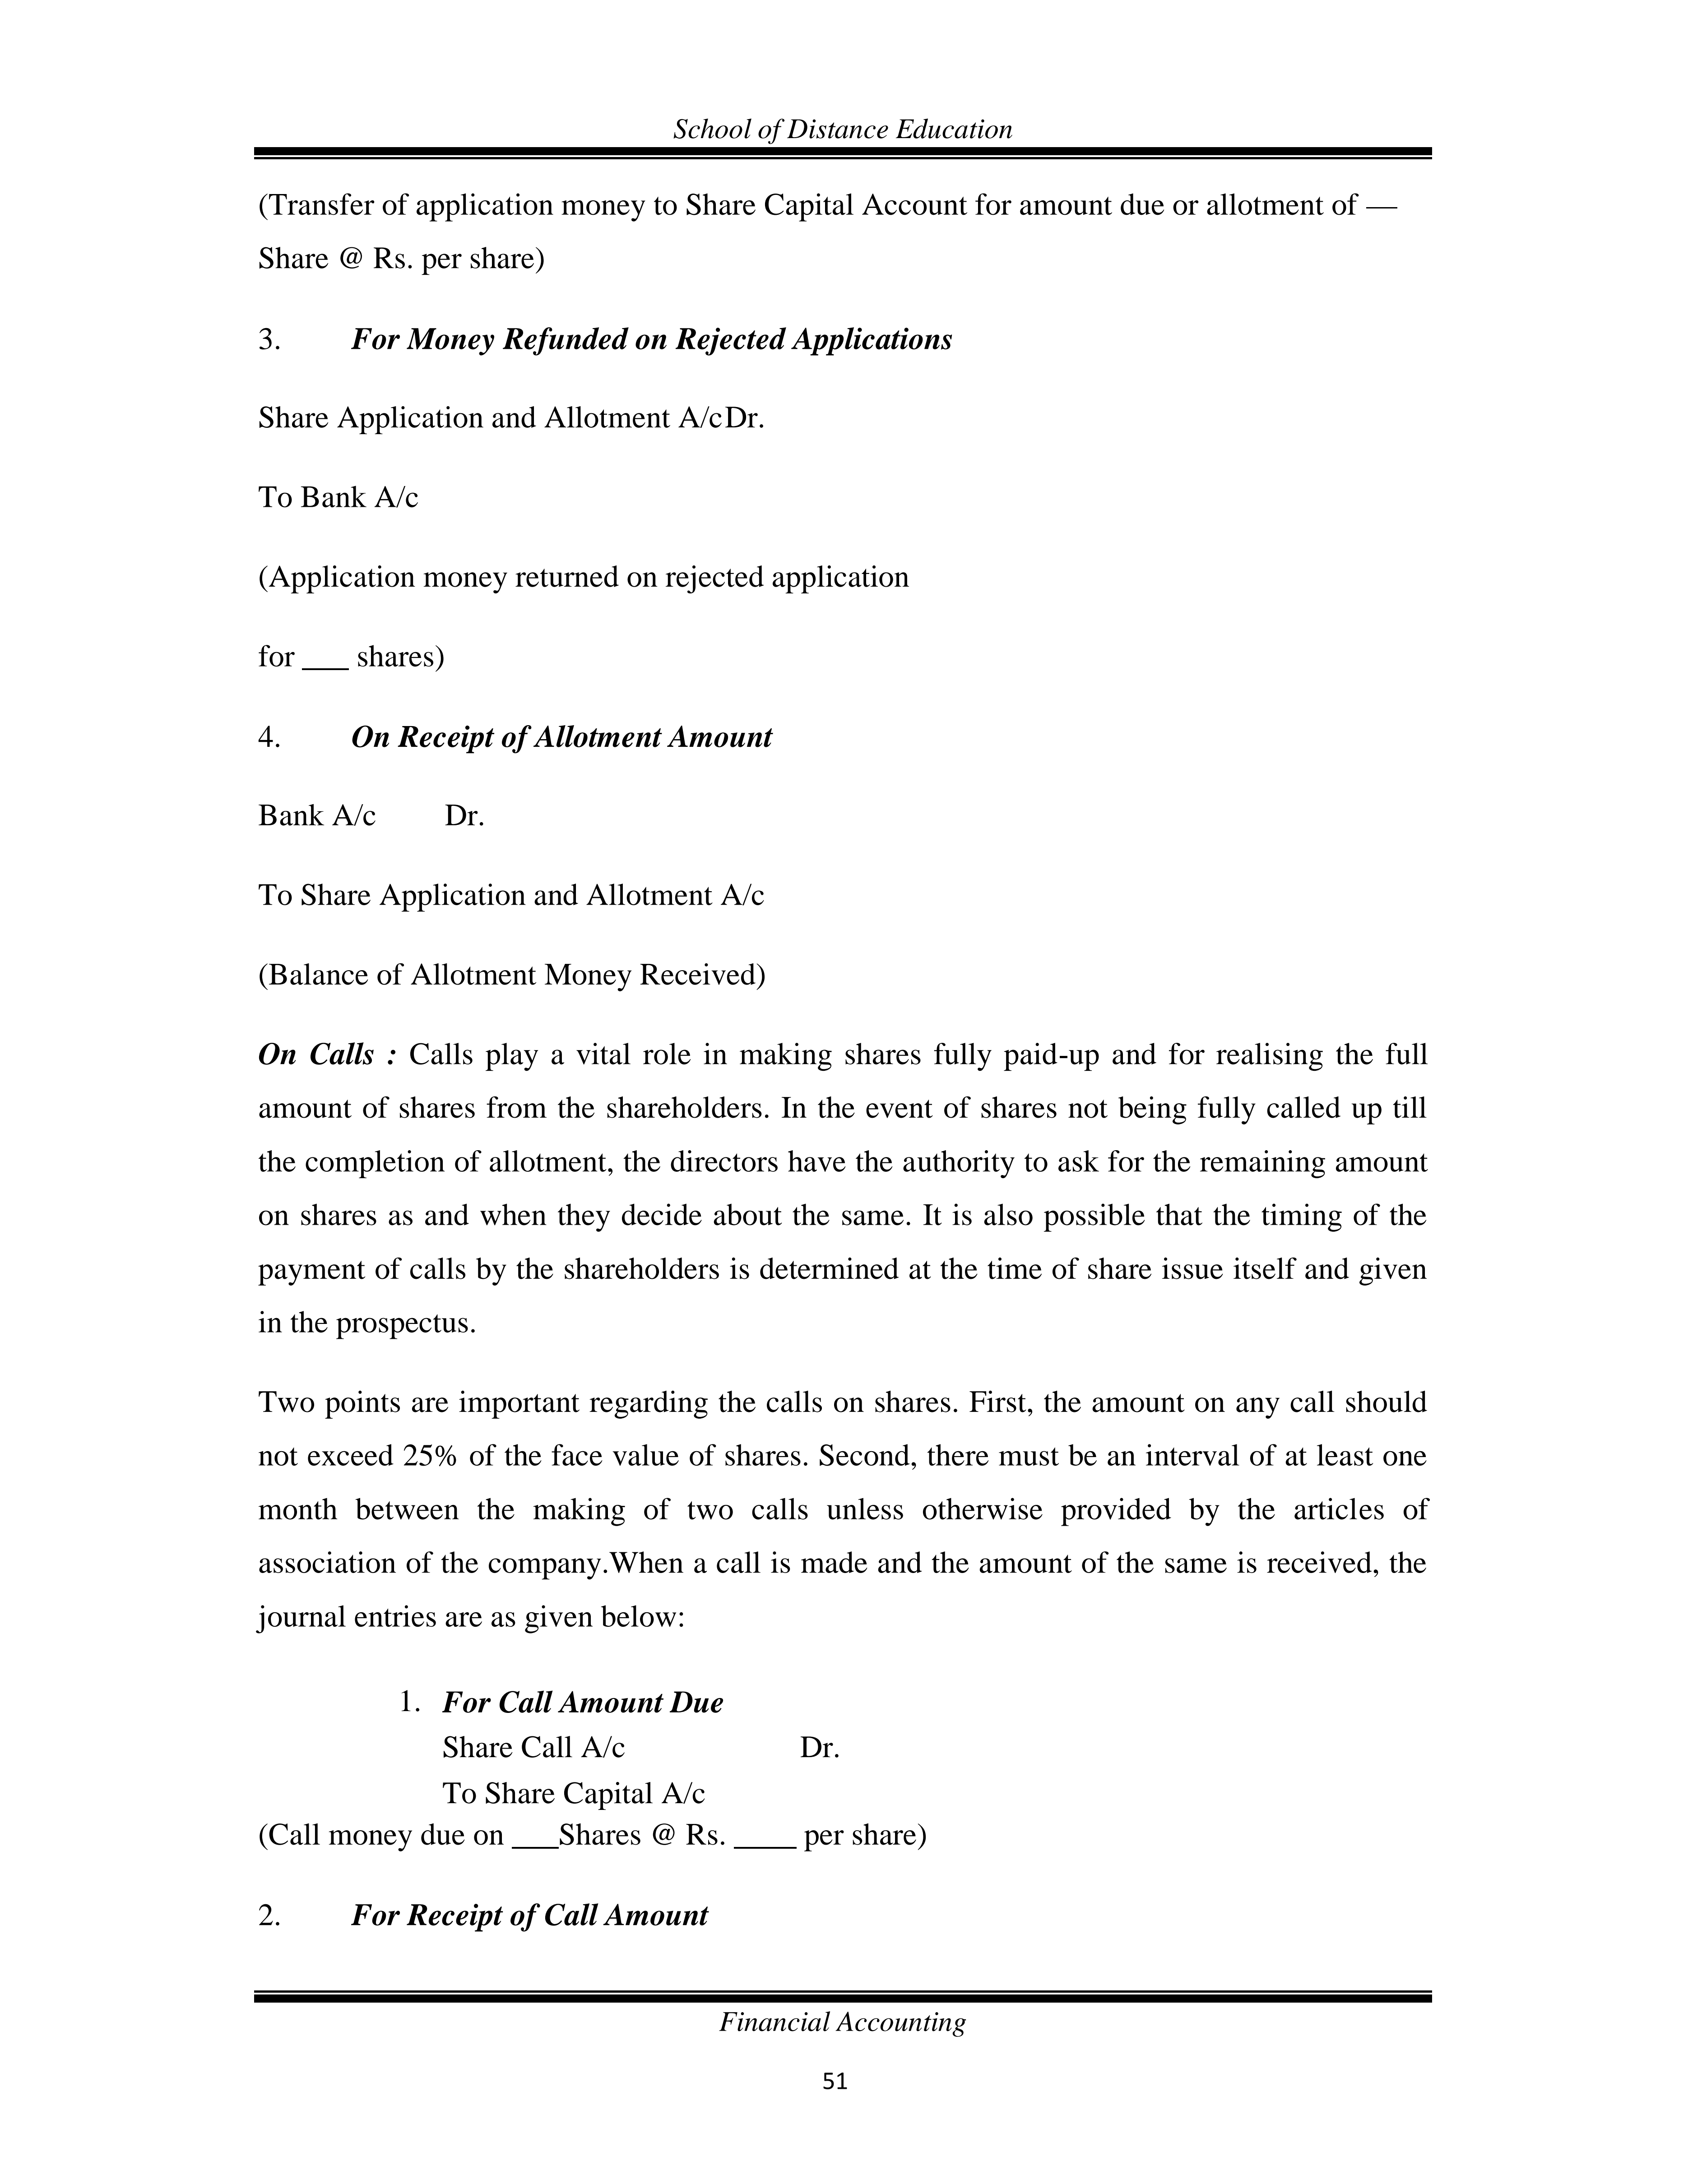 School of Distance Education
(Transfer of application money to Share Capital Account for amount due or allotment of —
Share @ Rs. per share)
3. For Money Refunded on Rejected Applications
Share Application and Allotment A/cDr.
To Bank A/c
(Application money returned on rejected application
for ___ shares)
4. On Receipt of Allotment Amount
Bank A/c Dr.
To Share Application and Allotment A/c
(Balance of Allotment Money Received)
On Calls : Calls play a vital role in making shares fully paid-up and for realising the full
amount of shares from the shareholders. In the event of shares not being fully called up till
the completion of allotment, the directors have the authority to ask for the remaining amount
on shares as and when they decide about the same. It is also possible that the timing of the
payment of calls by the shareholders is determined at the time of share issue itself and given
in the prospectus.
Two points are important regarding the calls on shares. First, the amount on any call should
not exceed 25% of the face value of shares. Second, there must be an interval of at least one
month between the making of two calls unless otherwise provided by the articles of
association of the company.When a call is made and the amount of the same is received, the
journal entries are as given below:
1. For Call Amount Due
Share Call A/c Dr.
To Share Capital A/c
(Call money due on ___Shares @ Rs. ____ per share)
2. For Receipt of Call Amount
Financial Accounting
51